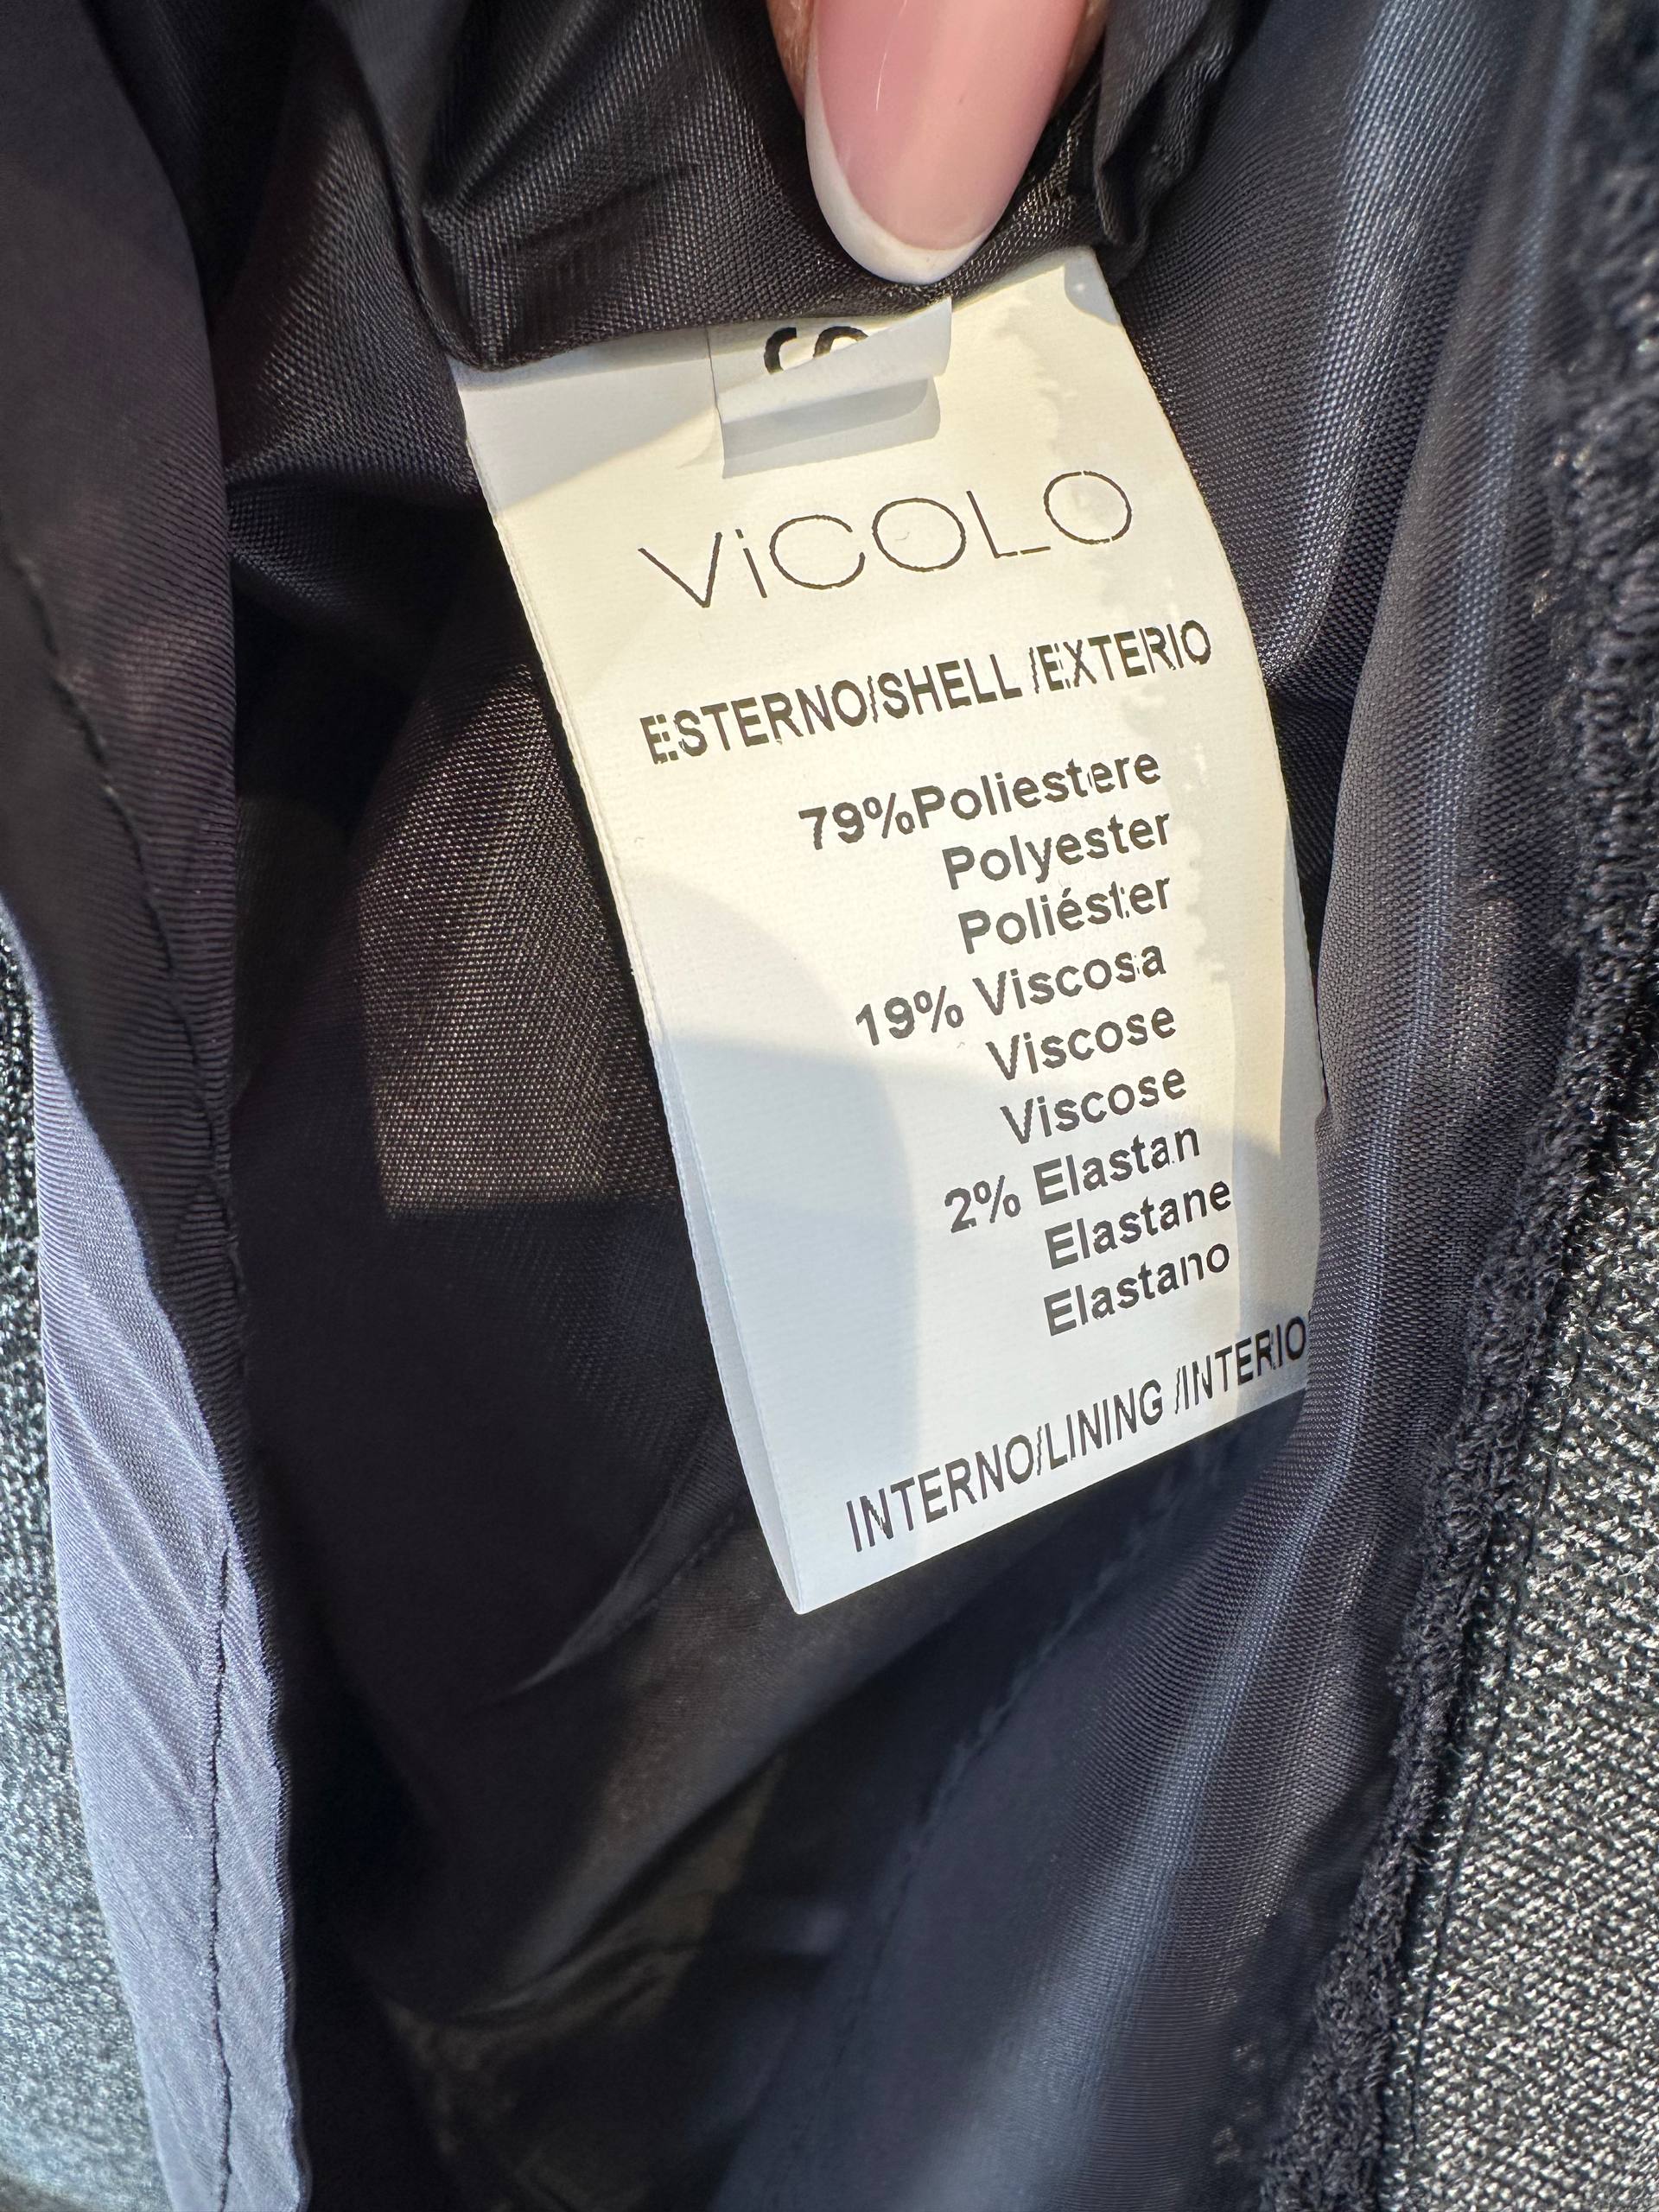 S
ViCOLO
ESTERNO/SHELL /EXTERIO
79%Poliestere
Polyester
Poliéster
19% Viscosa
Viscose
Viscose
2% Elastan
Elastane
Elastano
INTERNO/LINING /INTERIO